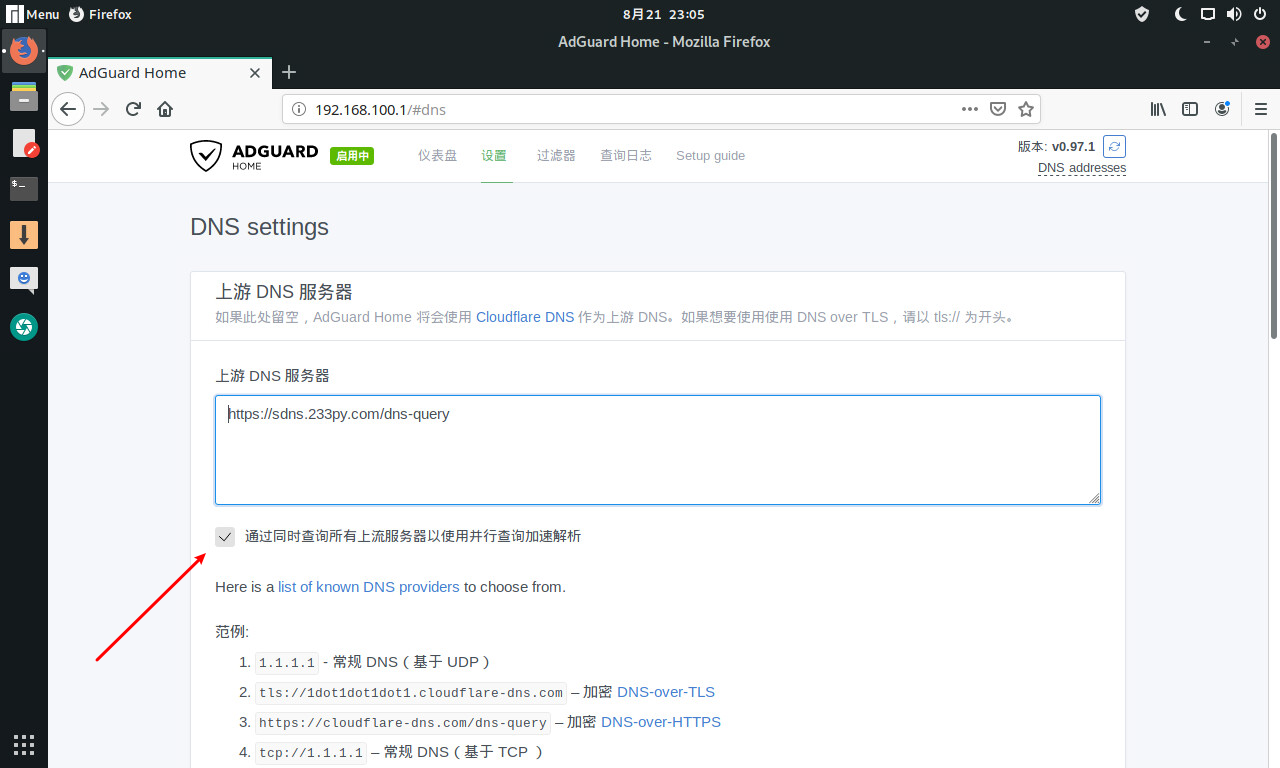 Menu Firefox 8月21 23:05
AdGuard Home - Mozilla Firefox
AdGuard Home
192.168.100.1/#dns
ADGUARD
HOME
启用中
仪表盘 设置 过滤器 查询日志 Setup guide
版本: v0.97.1
DNS addresses
DNS settings
上游 DNS 服务器
如果此处留空，AdGuard Home 将会使用 Cloudflare DNS 作为上游 DNS。如果想要使用使用 DNS over TLS，请以 tls:// 为开头。
上游 DNS 服务器
https://sdns.233py.com/dns-query
通过同时查询所有上流服务器以使用并行查询加速解析
Here is a list of known DNS providers to choose from.
范例:
1. 1.1.1.1 - 常规 DNS（基于 UDP）
2. tls://1dot1dot1dot1.cloudflare-dns.com – 加密 DNS-over-TLS
3. https://cloudflare-dns.com/dns-query – 加密 DNS-over-HTTPS
4. tcp://1.1.1.1 – 常规 DNS（基于 TCP ）